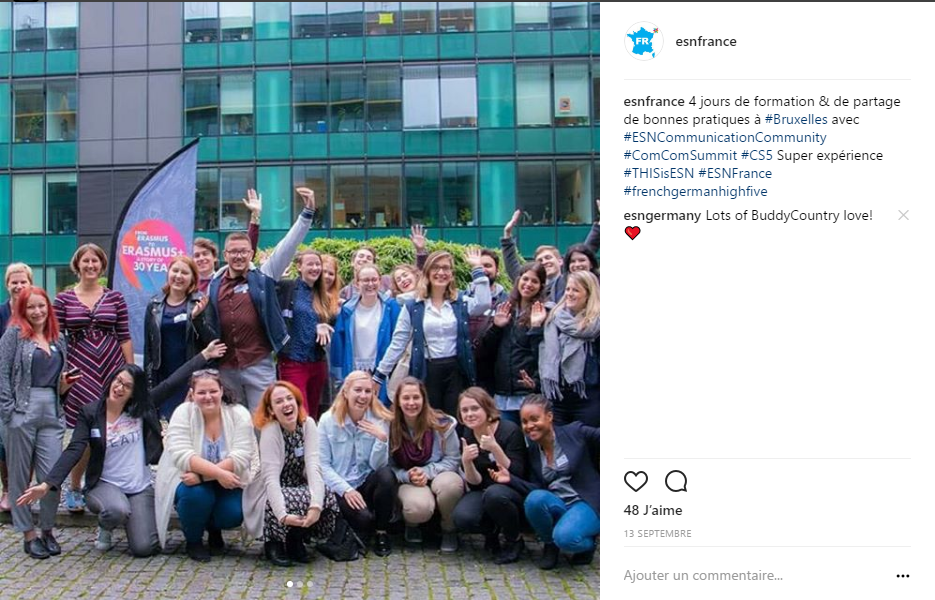 FROM
ERASMUS
TO
ERASMUS+
A STORY OF
30 YEA
FR
esnfrance
esnfrance 4 jours de formation & de partage
de bonnes pratiques à #Bruxelles avec
#ESNCommunicationCommunity
#ComComSummit #CS5 Super expérience
#THISisESN #ESNFrance
#frenchgermanhighfive
esngermany Lots of BuddyCountry love!
❤️
48 J'aime
13 SEPTEMBRE
Ajouter un commentaire...